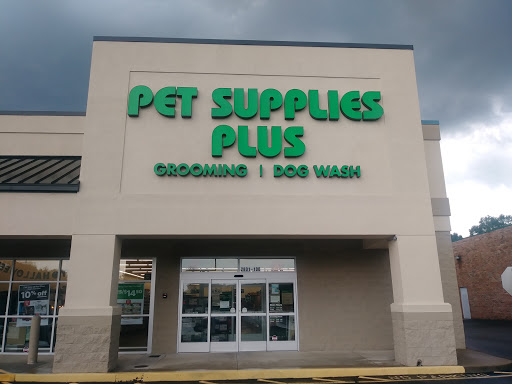 PET SUPPLIES
PLUS
GROOMING | DOG WASH
10% off